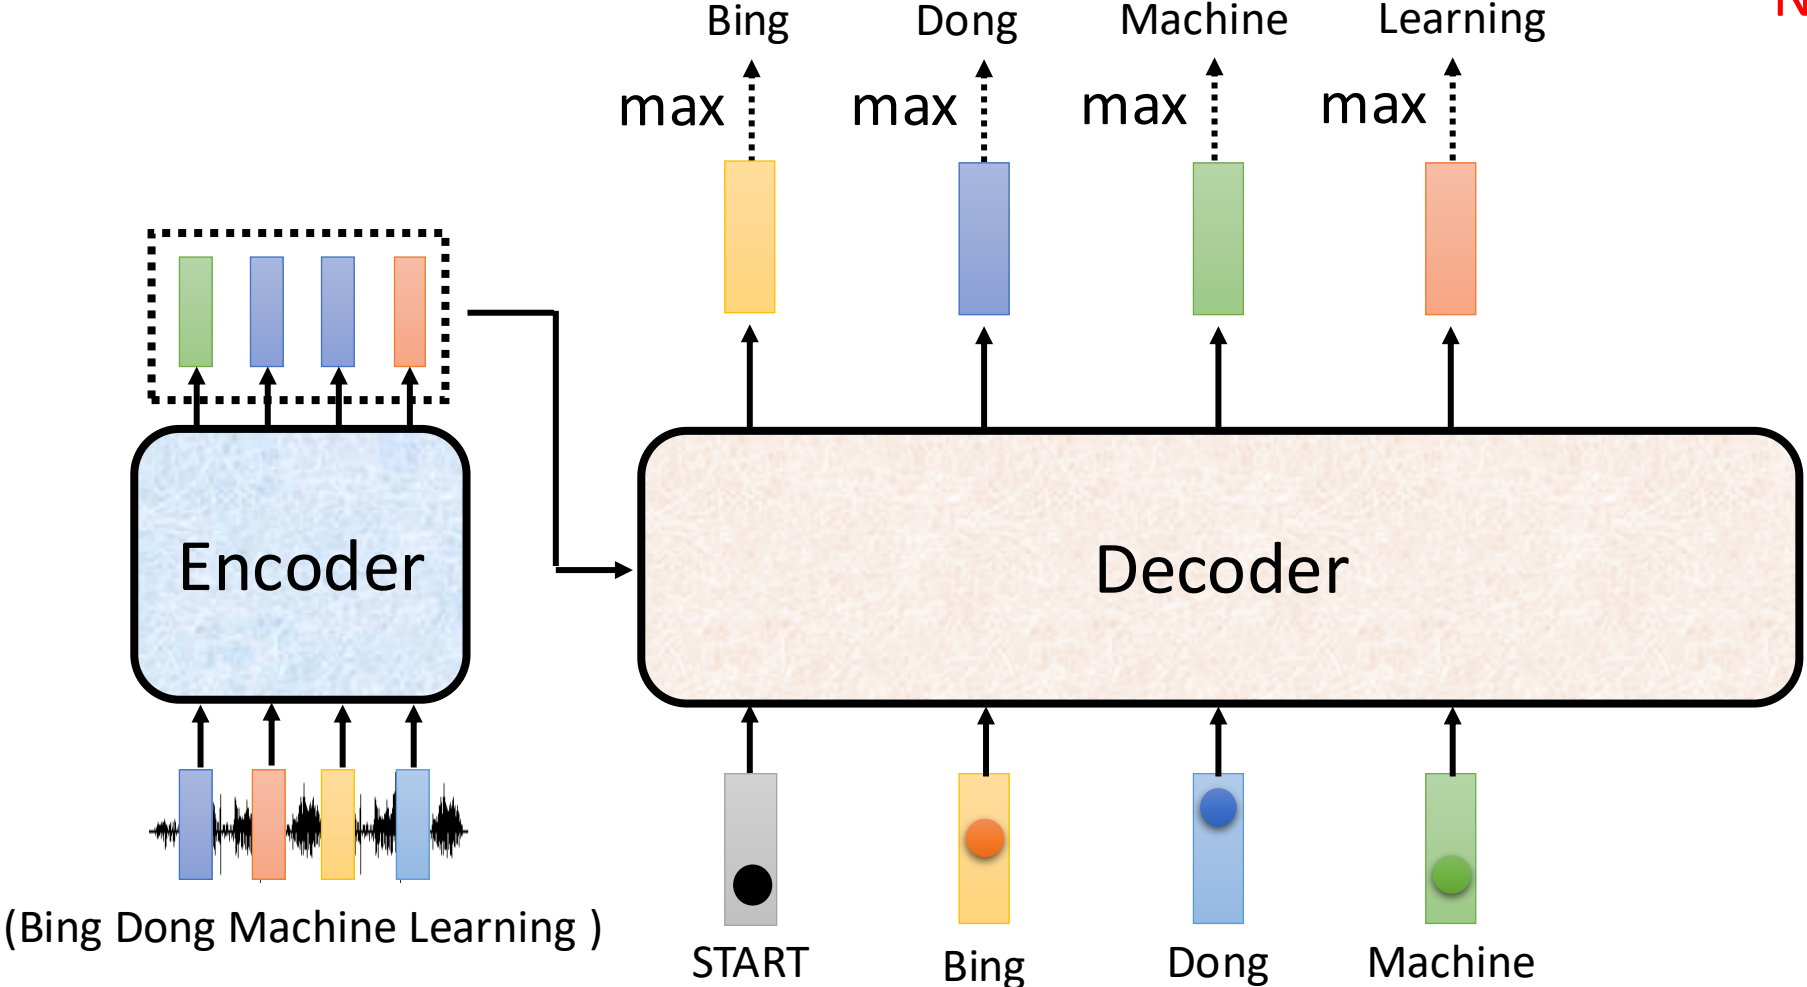 Bing Dong Machine Learning
max max max max
Encoder
Decoder
(Bing Dong Machine Learning )
START Bing Dong Machine